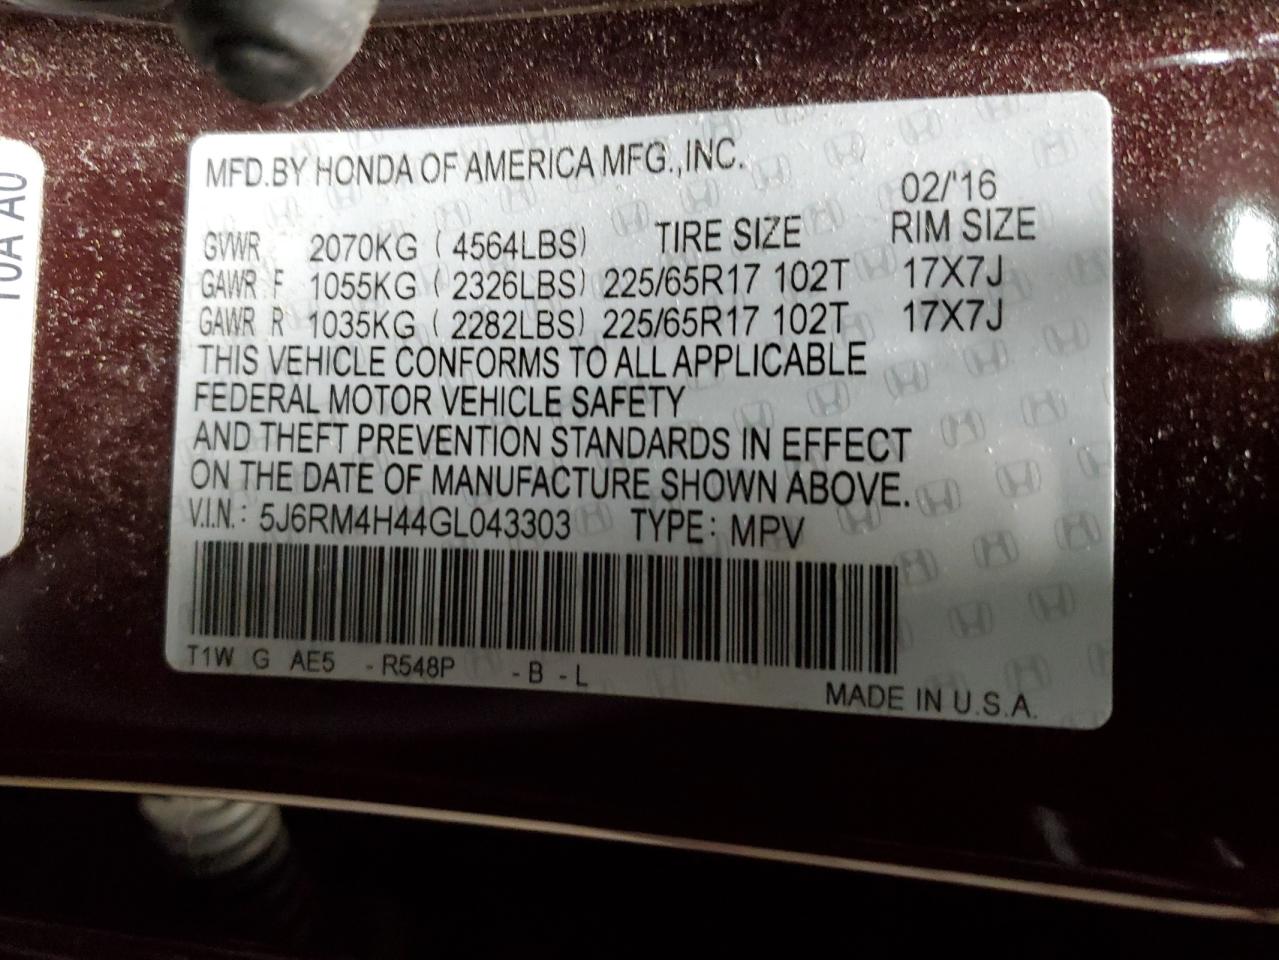 MFD.BY HONDA OF AMERICA MFG.,INC.
02/'16
GVWR 2070KG ( 4564LBS) TIRE SIZE RIM SIZE
GAWR F 1055KG ( 2326LBS) 225/65R17 102T 17X7J
GAWR R 1035KG ( 2282LBS) 225/65R17 102T 17X7J
THIS VEHICLE CONFORMS TO ALL APPLICABLE
FEDERAL MOTOR VEHICLE SAFETY
AND THEFT PREVENTION STANDARDS IN EFFECT
ON THE DATE OF MANUFACTURE SHOWN ABOVE.
V.I.N.: 5J6RM4H44GL043303 TYPE: MPV
T1W G AE5 -R548P -B -L
MADE IN U.S.A.